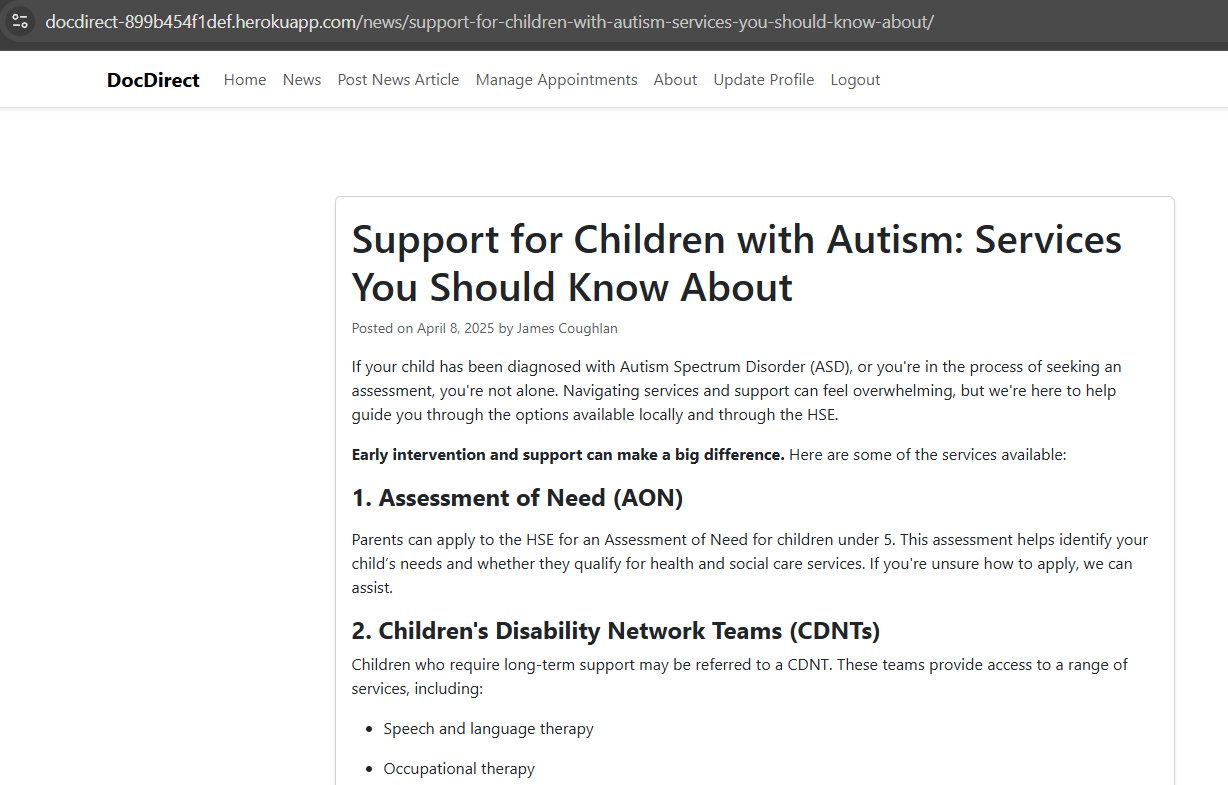 docdirect-899b454f1def.herokuapp.com/news/support-for-children-with-autism-services-you-should-know-about/
DocDirect Home News Post News Article Manage Appointments About Update Profile Logout
Support for Children with Autism: Services
You Should Know About
Posted on April 8, 2025 by James Coughlan
If your child has been diagnosed with Autism Spectrum Disorder (ASD), or you're in the process of seeking an
assessment, you're not alone. Navigating services and support can feel overwhelming, but we're here to help
guide you through the options available locally and through the HSE.
Early intervention and support can make a big difference. Here are some of the services available:
1. Assessment of Need (AON)
Parents can apply to the HSE for an Assessment of Need for children under 5. This assessment helps identify your
child’s needs and whether they qualify for health and social care services. If you're unsure how to apply, we can
assist.
2. Children's Disability Network Teams (CDNTs)
Children who require long-term support may be referred to a CDNT. These teams provide access to a range of
services, including:
• Speech and language therapy
• Occupational therapy